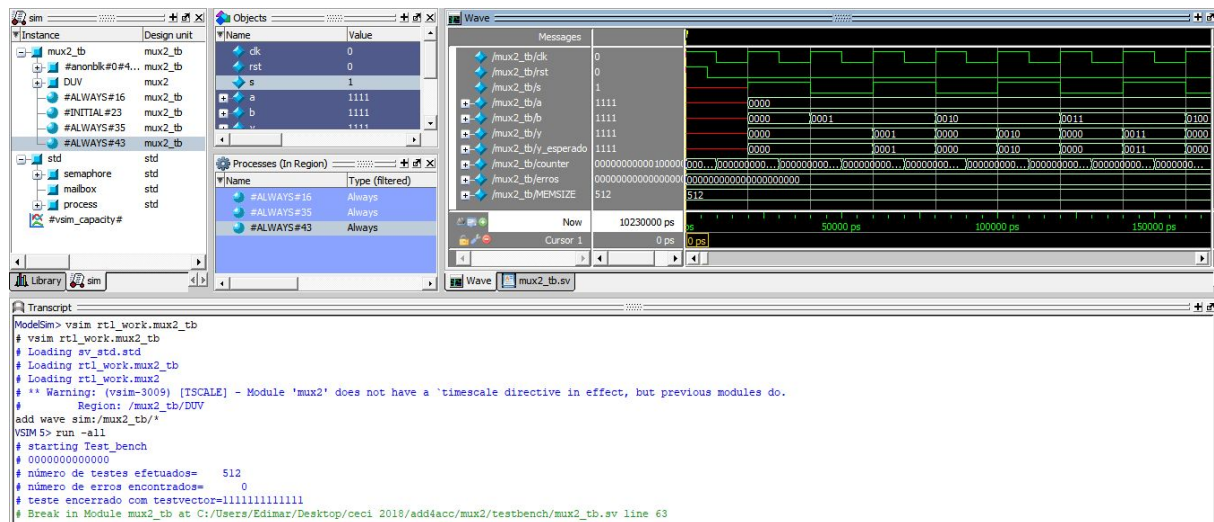 sim
Instance Design unit
mux2_tb mux2_tb
#anonblk#0#4... mux2_tb
DUV mux2
#ALWAYS#16 mux2_tb
#INITIAL#23 mux2_tb
#ALWAYS#35 mux2_tb
#ALWAYS#43 mux2_tb
std std
semaphore std
mailbox std
process std
#vsim_capacity#
Library sim
Objects
Name Value
clk 0
rst 0
s 1
a 1111
b 1111
1111
Processes (In Region)
Name Type (filtered)
#ALWAYS#16 Always
#ALWAYS#35 Always
#ALWAYS#43 Always
Wave
Messages
/mux2_tb/clk 0
/mux2_tb/rst 0
/mux2_tb/s 1
/mux2_tb/a 1111 0000
/mux2_tb/b 1111 0000 0001 0010 0011 0100
/mux2_tb/y 1111 0000 0001 0000 0010 0000 0011 0000
/mux2_tb/y_esperado 1111 0000 0001 0000 0010 0000 0011 0000
/mux2_tb/counter
/mux2_tb/erros
/mux2_tb/MEMSIZE 512 512
Now 10230000 ps ps 50000 ps 100000 ps 150000 ps
Cursor 1 0 ps 0 ps
Wave mux2_tb.sv
Transcript
ModelSim> vsim rtl_work.mux2_tb
# vsim rtl_work.mux2_tb
# Loading sv_std.std
# Loading rtl_work.mux2_tb
# Loading rtl_work.mux2
# ** Warning: (vsim-3009) [TSCALE] - Module 'mux2' does not have a `timescale directive in effect, but previous modules do.
# Region: /mux2_tb/DUV
add wave sim:/mux2_tb/*
VSIM 5> run -all
# starting Test_bench
# 0000000000000
# número de testes efetuados= 512
# número de erros encontrados= 0
# teste encerrado com testvector=1111111111111
# Break in Module mux2_tb at C:/Users/Edimar/Desktop/ceci 2018/add4acc/mux2/testbench/mux2_tb.sv line 63